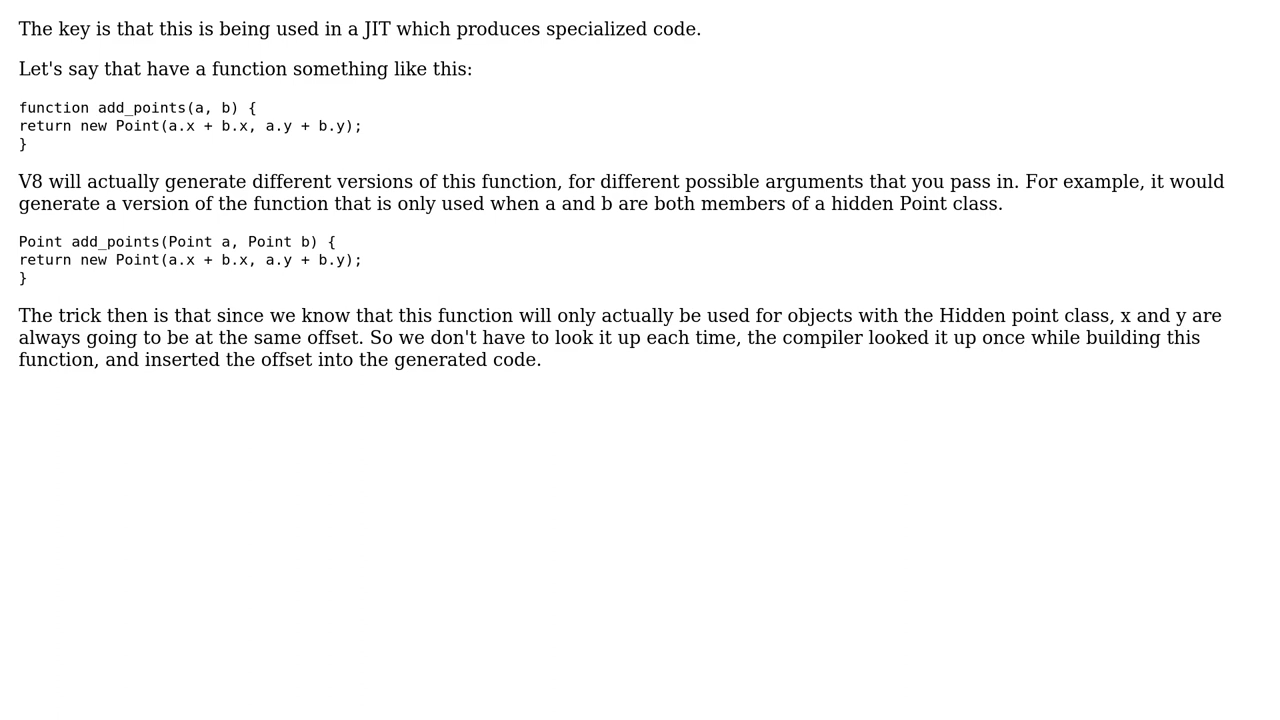 The key is that this is being used in a JIT which produces specialized code.
Let's say that have a function something like this:
function add_points(a, b) {
return new Point(a.x + b.x, a.y + b.y);
}
V8 will actually generate different versions of this function, for different possible arguments that you pass in. For example, it would
generate a version of the function that is only used when a and b are both members of a hidden Point class.
Point add_points(Point a, Point b) {
return new Point(a.x + b.x, a.y + b.y);
}
The trick then is that since we know that this function will only actually be used for objects with the Hidden point class, x and y are
always going to be at the same offset. So we don't have to look it up each time, the compiler looked it up once while building this
function, and inserted the offset into the generated code.